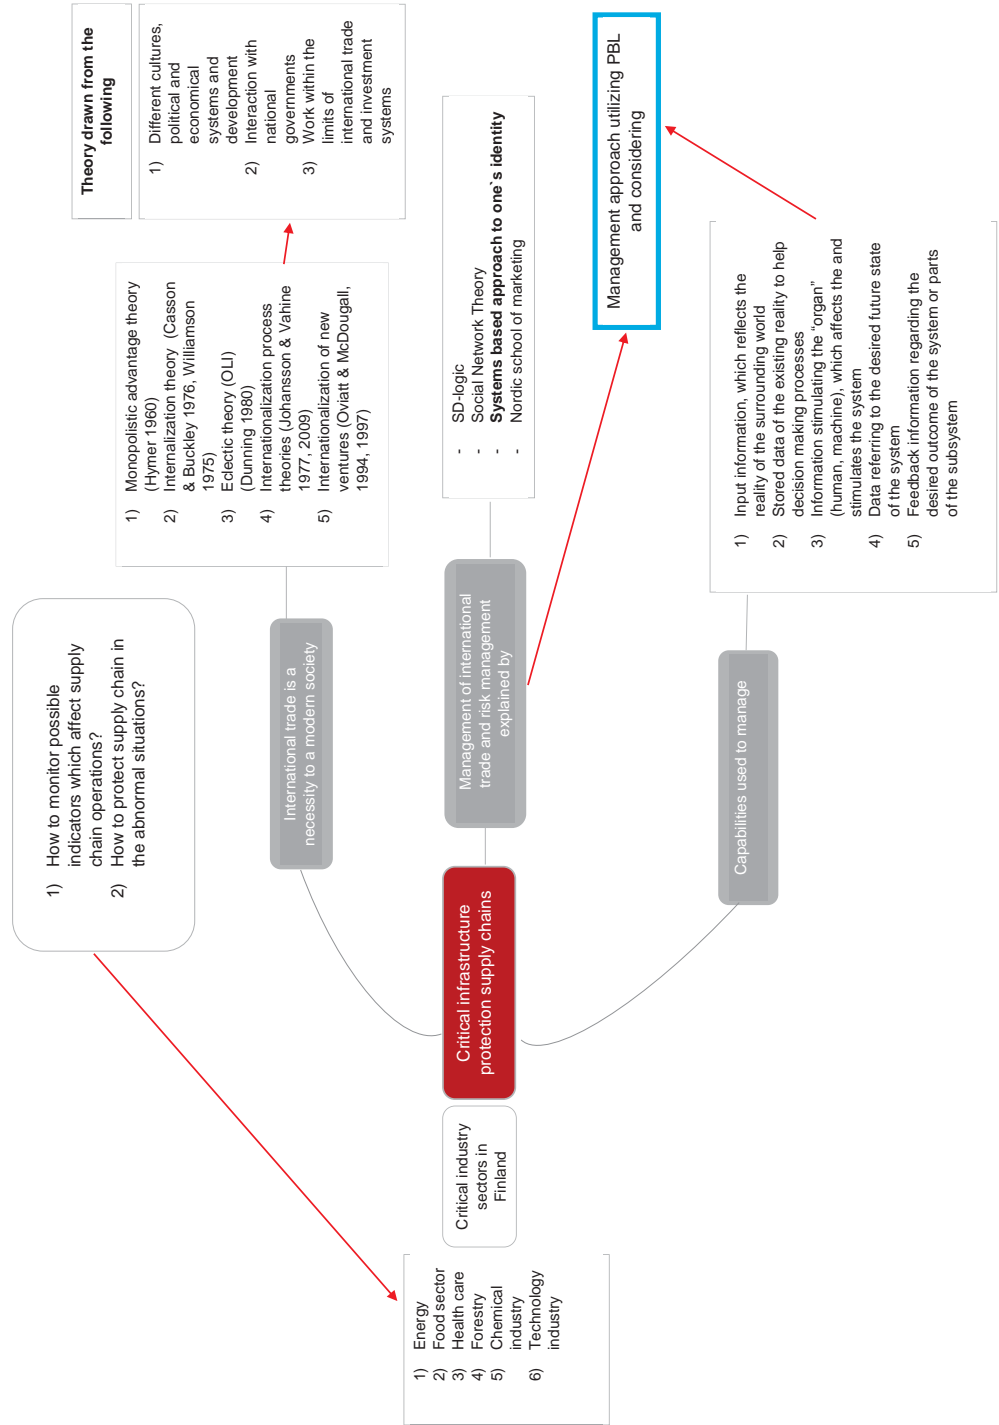 1) How to monitor possible
indicators which affect supply
chain operations?
2) How to protect supply chain in
the abnormal situations?
Theory drawn from the
following
1) Monopolistic advantage theory
(Hymer 1960)
2) Internalization theory (Casson
& Buckley 1976, Williamson
1975)
3) Eclectic theory (OLI)
(Dunning 1980)
4) Internationalization process
theories (Johansson & Vahine
1977, 2009)
5) Internationalization of new
ventures (Oviatt & McDougall,
1994, 1997)
1) Different cultures,
political and
economical
systems and
development
2) Interaction with
national
governments
3) Work within the
limits of
international trade
and investment
systems
International trade is a
necessity to a modern society
1) Energy
2) Food sector
3) Health care
4) Forestry
5) Chemical
industry
6) Technology
industry
Critical industry
sectors in
Finland
Critical infrastructure
protection supply chains
Management of international
trade and risk management
explained by
- SD-logic
- Social Network Theory
- Systems based approach to one`s identity
- Nordic school of marketing
Management approach utilizing PBL
and considering
Capabilities used to manage
1) Input information, which reflects the
reality of the surrounding world
2) Stored data of the existing reality to help
decision making processes
3) Information stimulating the “organ”
(human, machine), which affects the and
stimulates the system
4) Data referring to the desired future state
of the system
5) Feedback information regarding the
desired outcome of the system or parts
of the subsystem